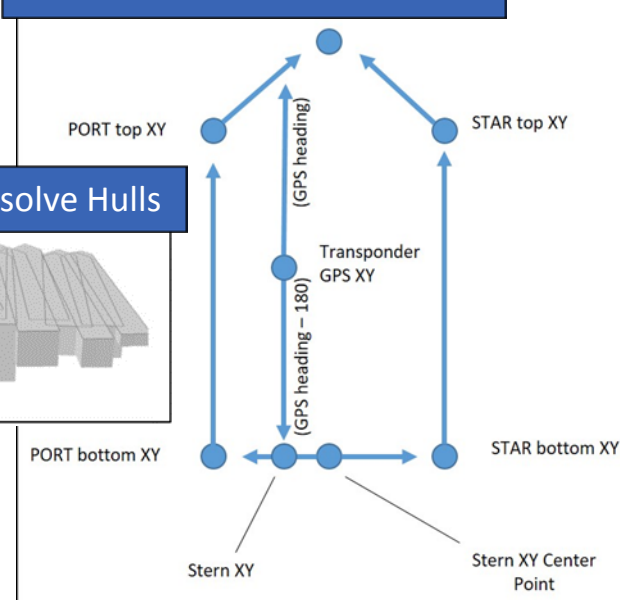 PORT top XY
STAR top XY
(GPS heading)
solve Hulls
Transponder
GPS XY
(GPS heading – 180)
PORT bottom XY
STAR bottom XY
Stern XY
Stern XY Center
Point